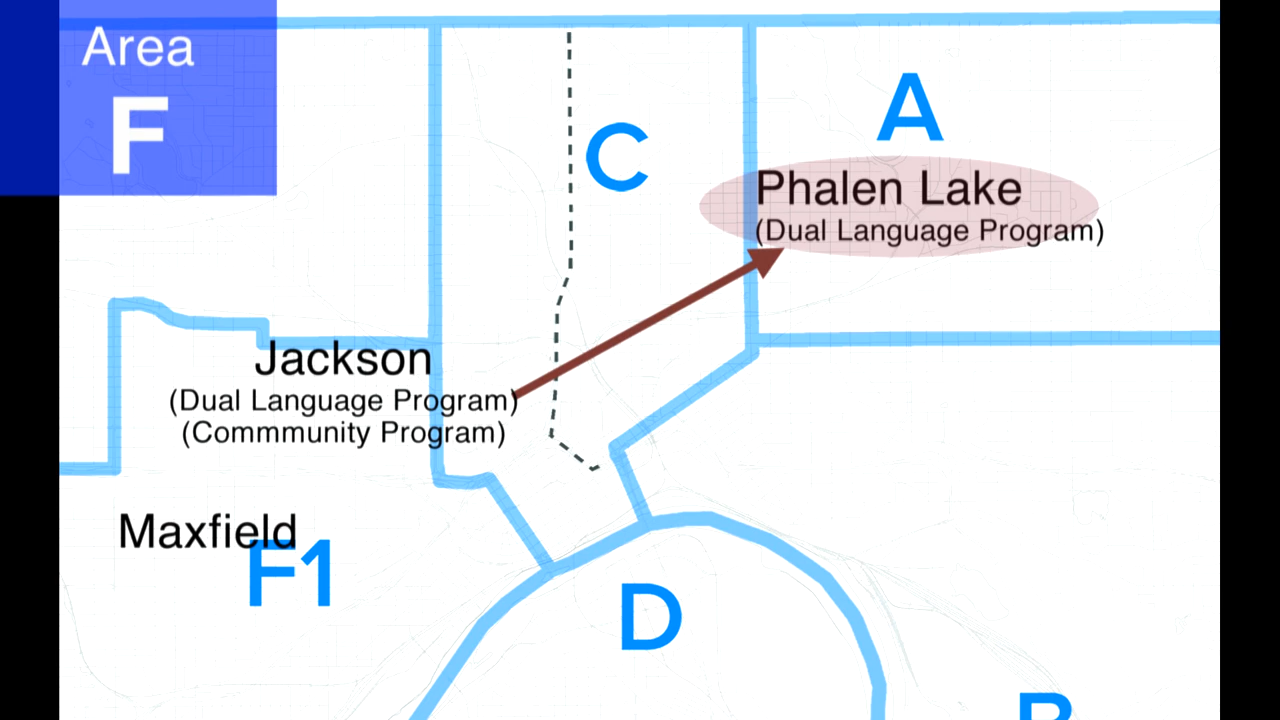 Area
F
A
C
Phalen Lake
(Dual Language Program)
Jackson
(Dual Language Program)
(Commmunity Program)
Maxfield
F1
D
B